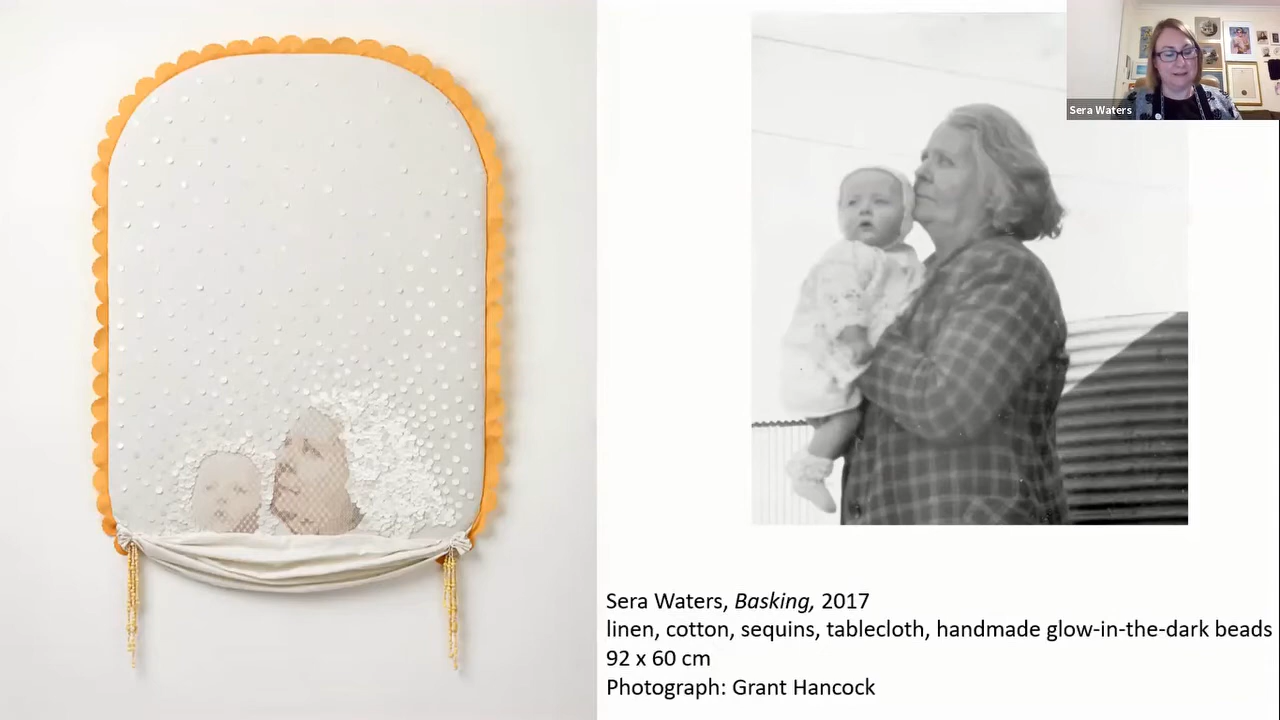 Sera Waters
Sera Waters, Basking, 2017
linen, cotton, sequins, tablecloth, handmade glow-in-the-dark beads
92 x 60 cm
Photograph: Grant Hancock